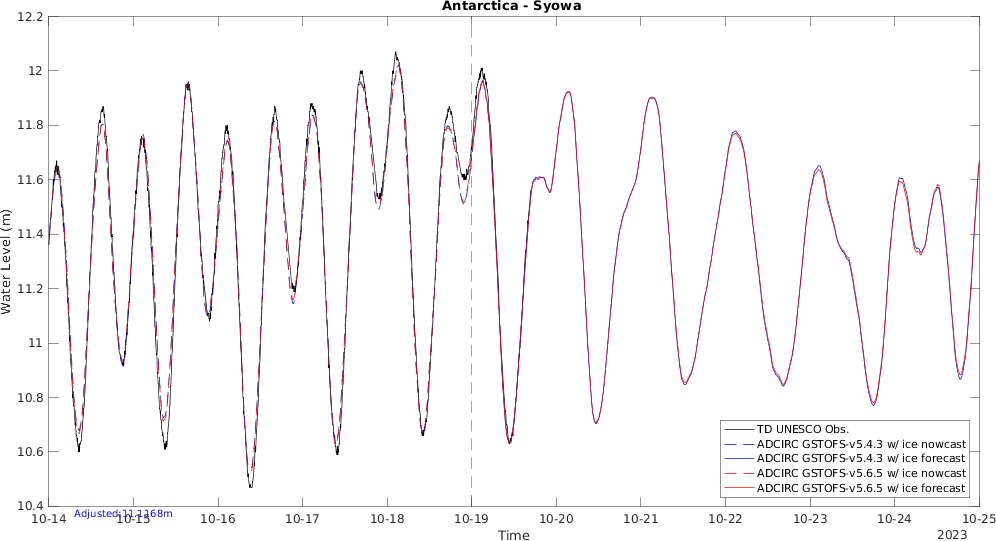 Antarctica - Syowa
Water Level (m)
12.2
12
11.8
11.6
11.4
11.2
11
10.8
10.6
10.4
TD UNESCO Obs.
ADCIRC GSTOFS-v5.4.3 w/ ice nowcast
ADCIRC GSTOFS-v5.4.3 w/ ice forecast
ADCIRC GSTOFS-v5.6.5 w/ ice nowcast
ADCIRC GSTOFS-v5.6.5 w/ ice forecast
Adjusted:11.1168m
10-14 10-15 10-16 10-17 10-18 10-19 10-20 10-21 10-22 10-23 10-24 10-25
Time
2023